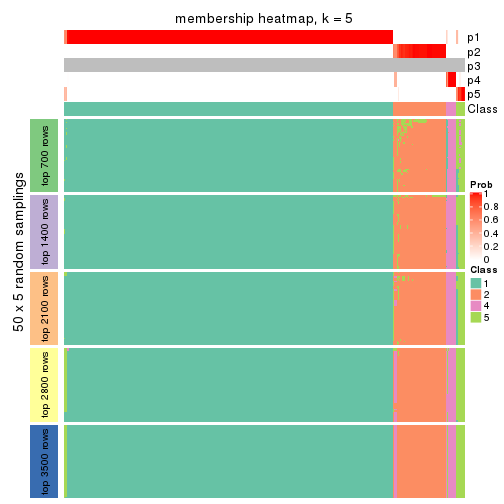 membership heatmap, k = 5
p1
p2
p3
p4
p5
Class
50 x 5 random samplings
top 700 rows
top 1400 rows
top 2100 rows
top 2800 rows
top 3500 rows
Prob
1
0.8
0.6
0.4
0.2
0
Class
1
2
4
5